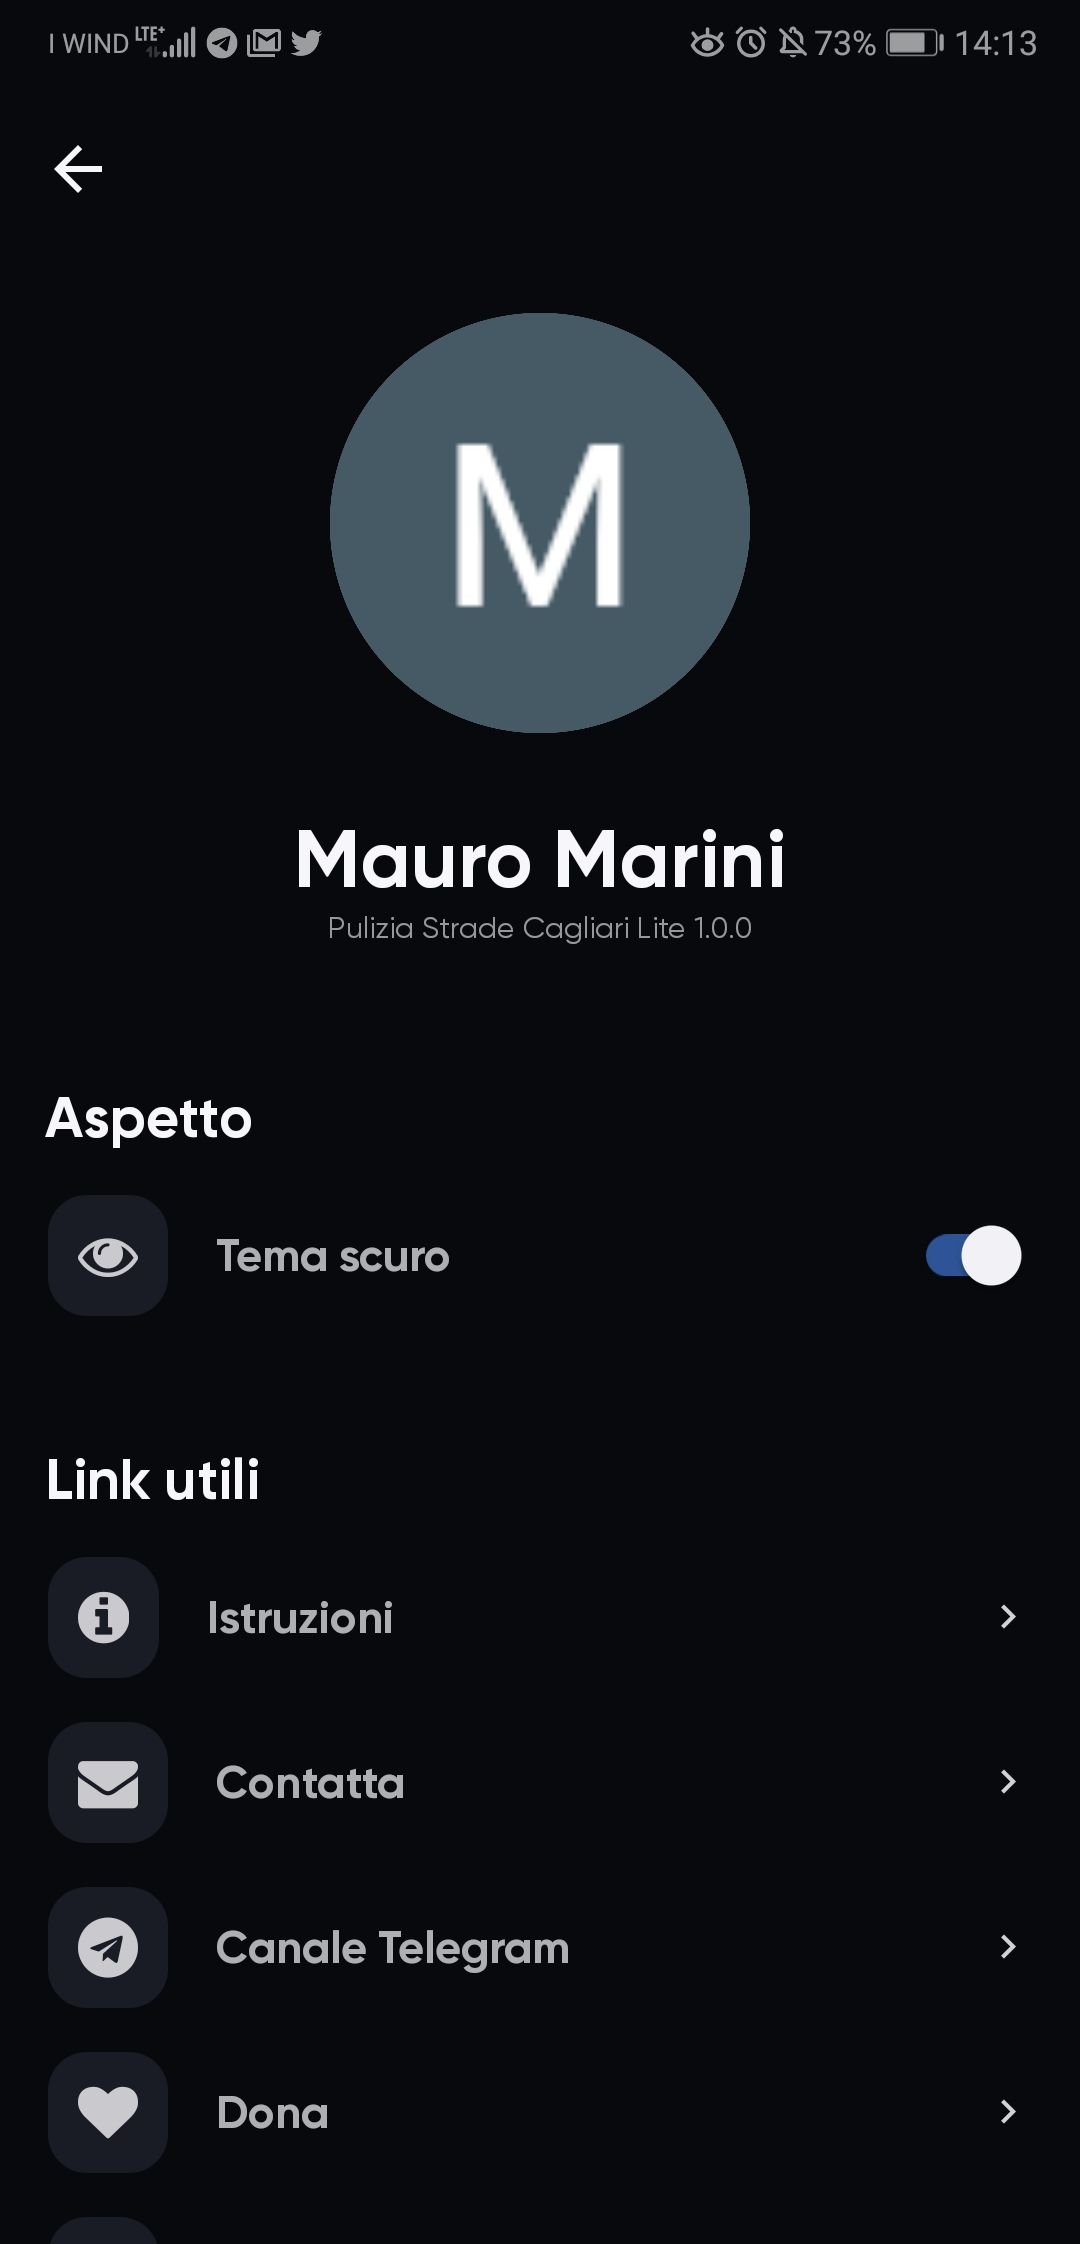 I WIND LTE+ 73% 14:13
M
Mauro Marini
Pulizia Strade Cagliari Lite 1.0.0
Aspetto
Tema scuro
Link utili
Istruzioni
Contatta
Canale Telegram
Dona